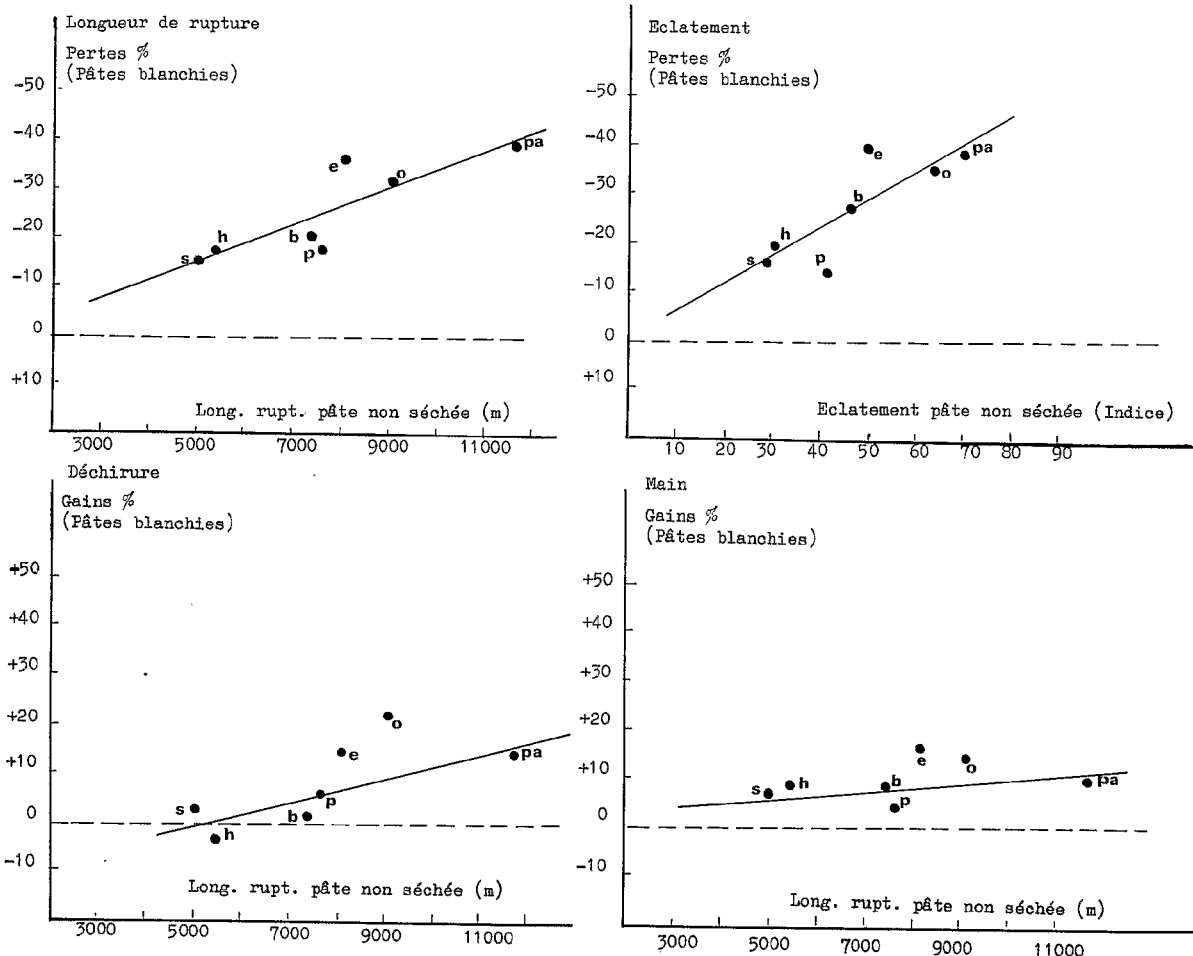 Longueur de rupture
Pertes %
(Pâtes blanchies)
-50
-40
-30
-20
-10
0
+10
e
o
pa
h
s
b
p
Long. rupt. pâte non séchée (m)
3000 5000 7000 9000 11000
Eclatement
Pertes %
(Pâtes blanchies)
-50
-40
-30
-20
-10
0
+10
e
pa
o
b
h
s
p
Eclatement pâte non séchée (Indice)
10 20 30 40 50 60 70 80 90
Déchirure
Gains %
(Pâtes blanchies)
+50
+40
+30
+20
+10
0
-10
o
e
pa
s
p
b
h
Long. rupt. pâte non séchée (m)
3000 5000 7000 9000 11000
Main
Gains %
(Pâtes blanchies)
+50
+40
+30
+20
+10
0
-10
e
o
s
h
b
pa
p
Long. rupt. pâte non séchée (m)
3000 5000 7000 9000 11000